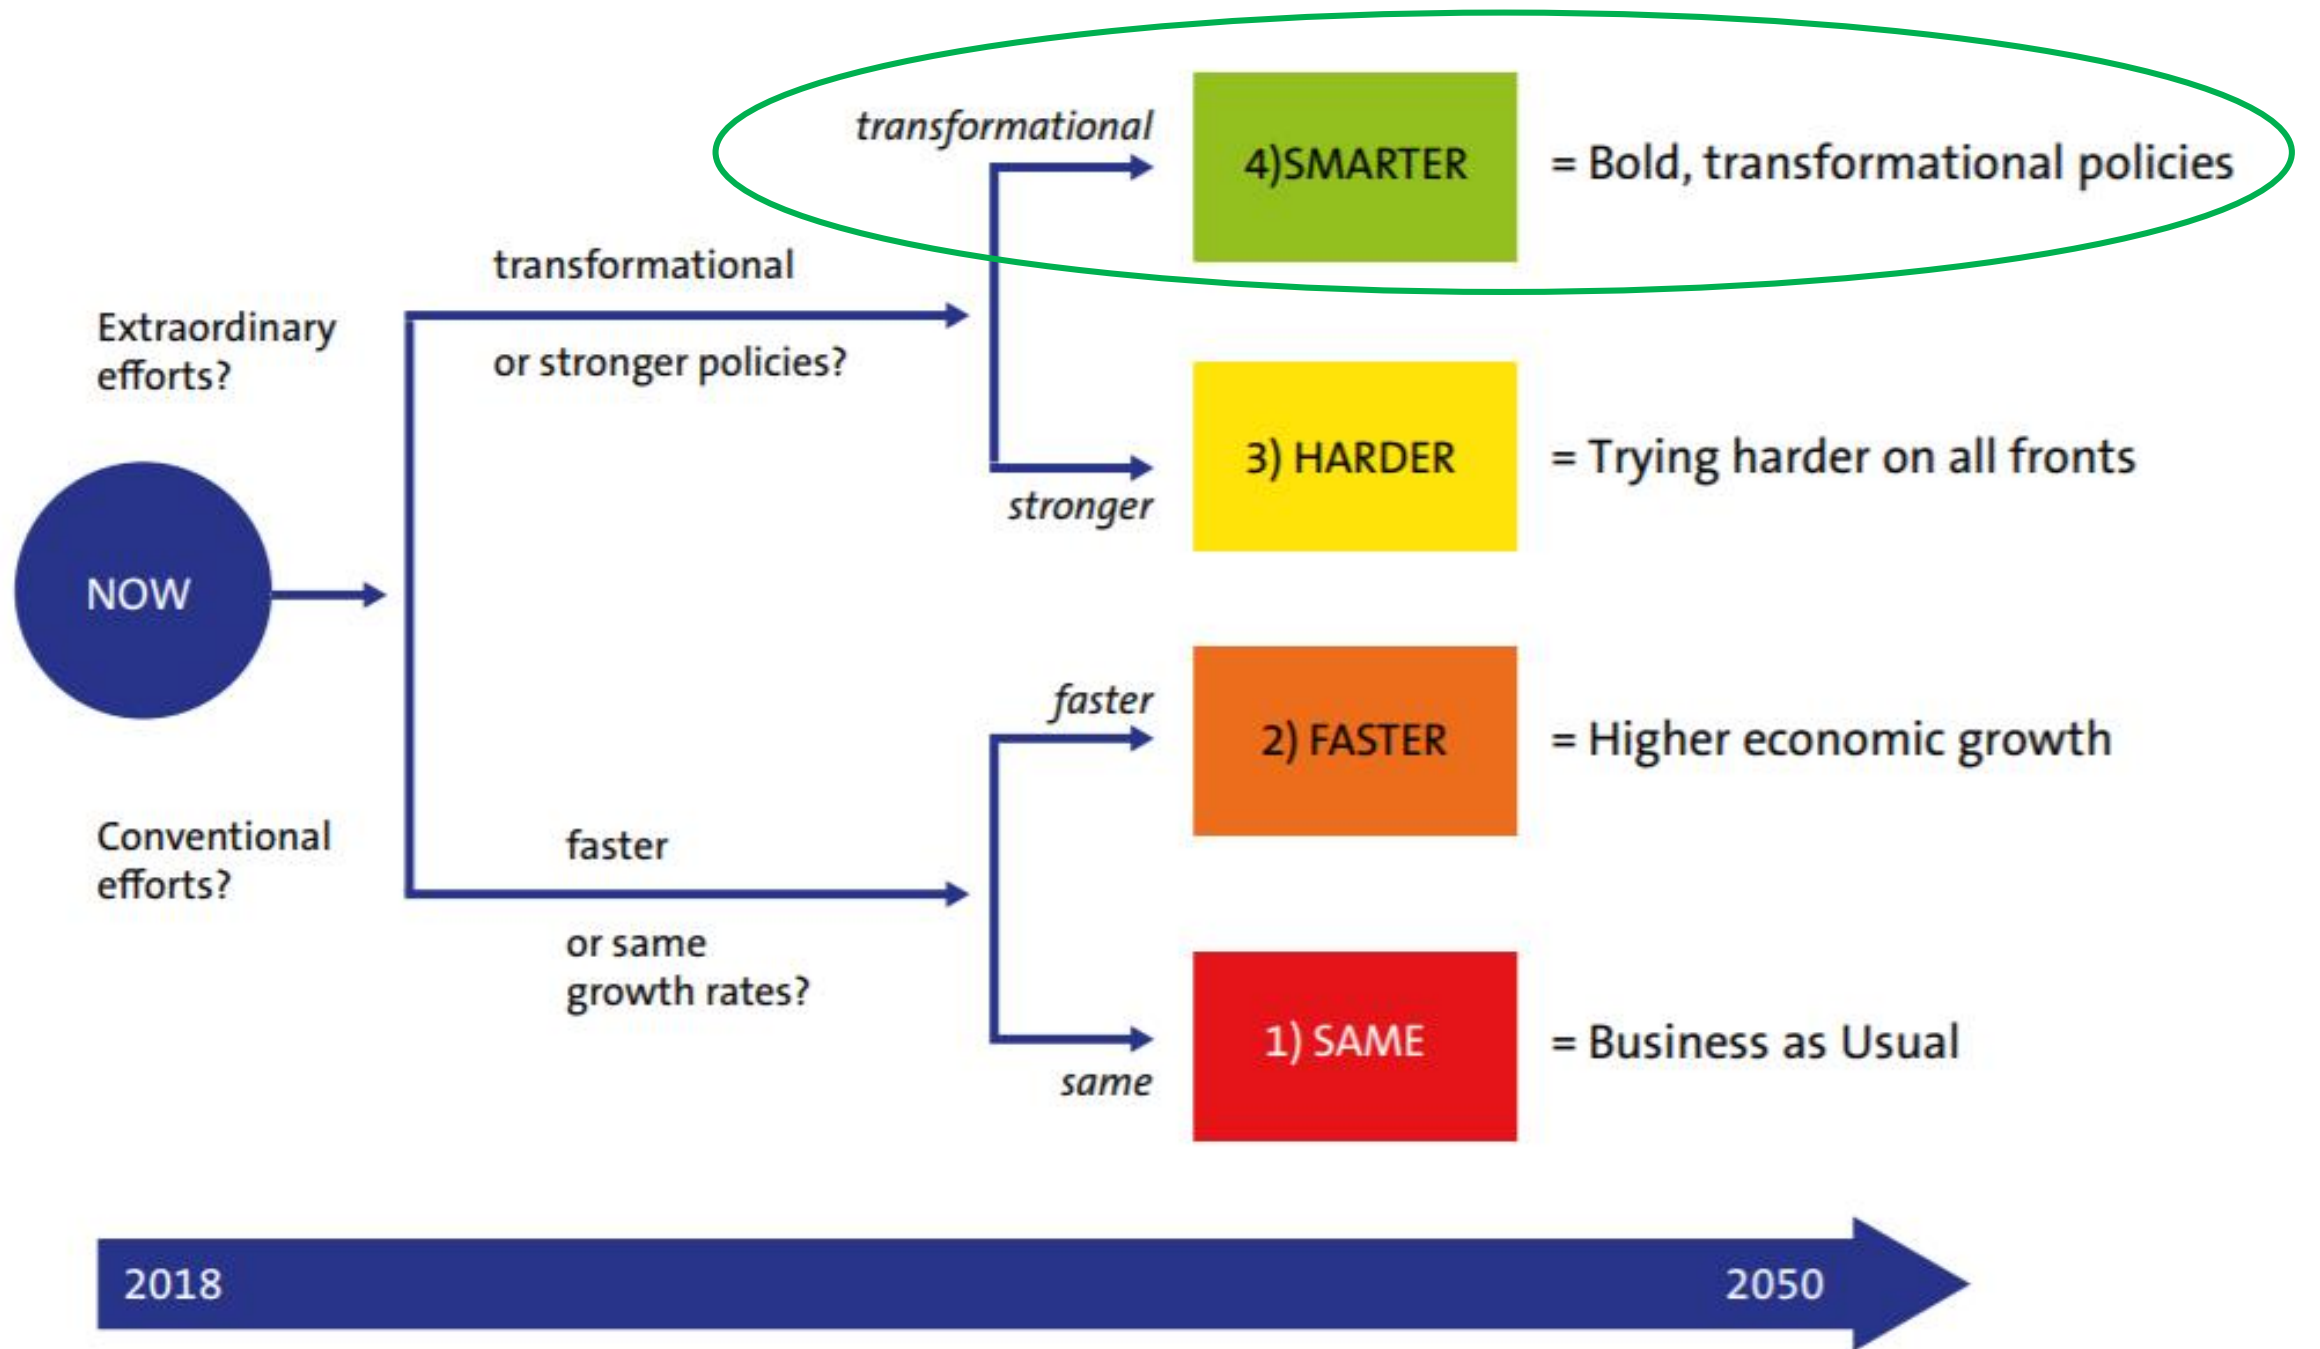 transformational
4)SMARTER
= Bold, transformational policies
transformational
or stronger policies?
Extraordinary
efforts?
3) HARDER
= Trying harder on all fronts
stronger
NOW
faster
2) FASTER
= Higher economic growth
Conventional
efforts?
faster
or same
growth rates?
1) SAME
= Business as Usual
same
2018
2050